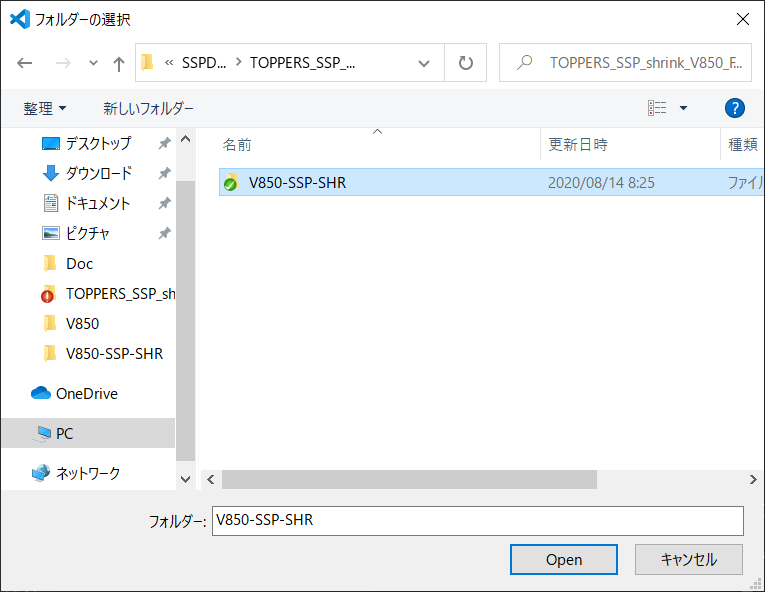 フォルダーの選択
« SSPD... > TOPPERS_SSP_...
TOPPERS_SSP_shrink_V850_F...
整理
新しいフォルダー
?
デスクトップ
ダウンロード
ドキュメント
ピクチャ
Doc
TOPPERS_SSP_sh
V850
V850-SSP-SHR
OneDrive
PC
ネットワーク
名前 更新日時 種類
V850-SSP-SHR 2020/08/14 8:25 ファイル
フォルダー: V850-SSP-SHR
Open キャンセル